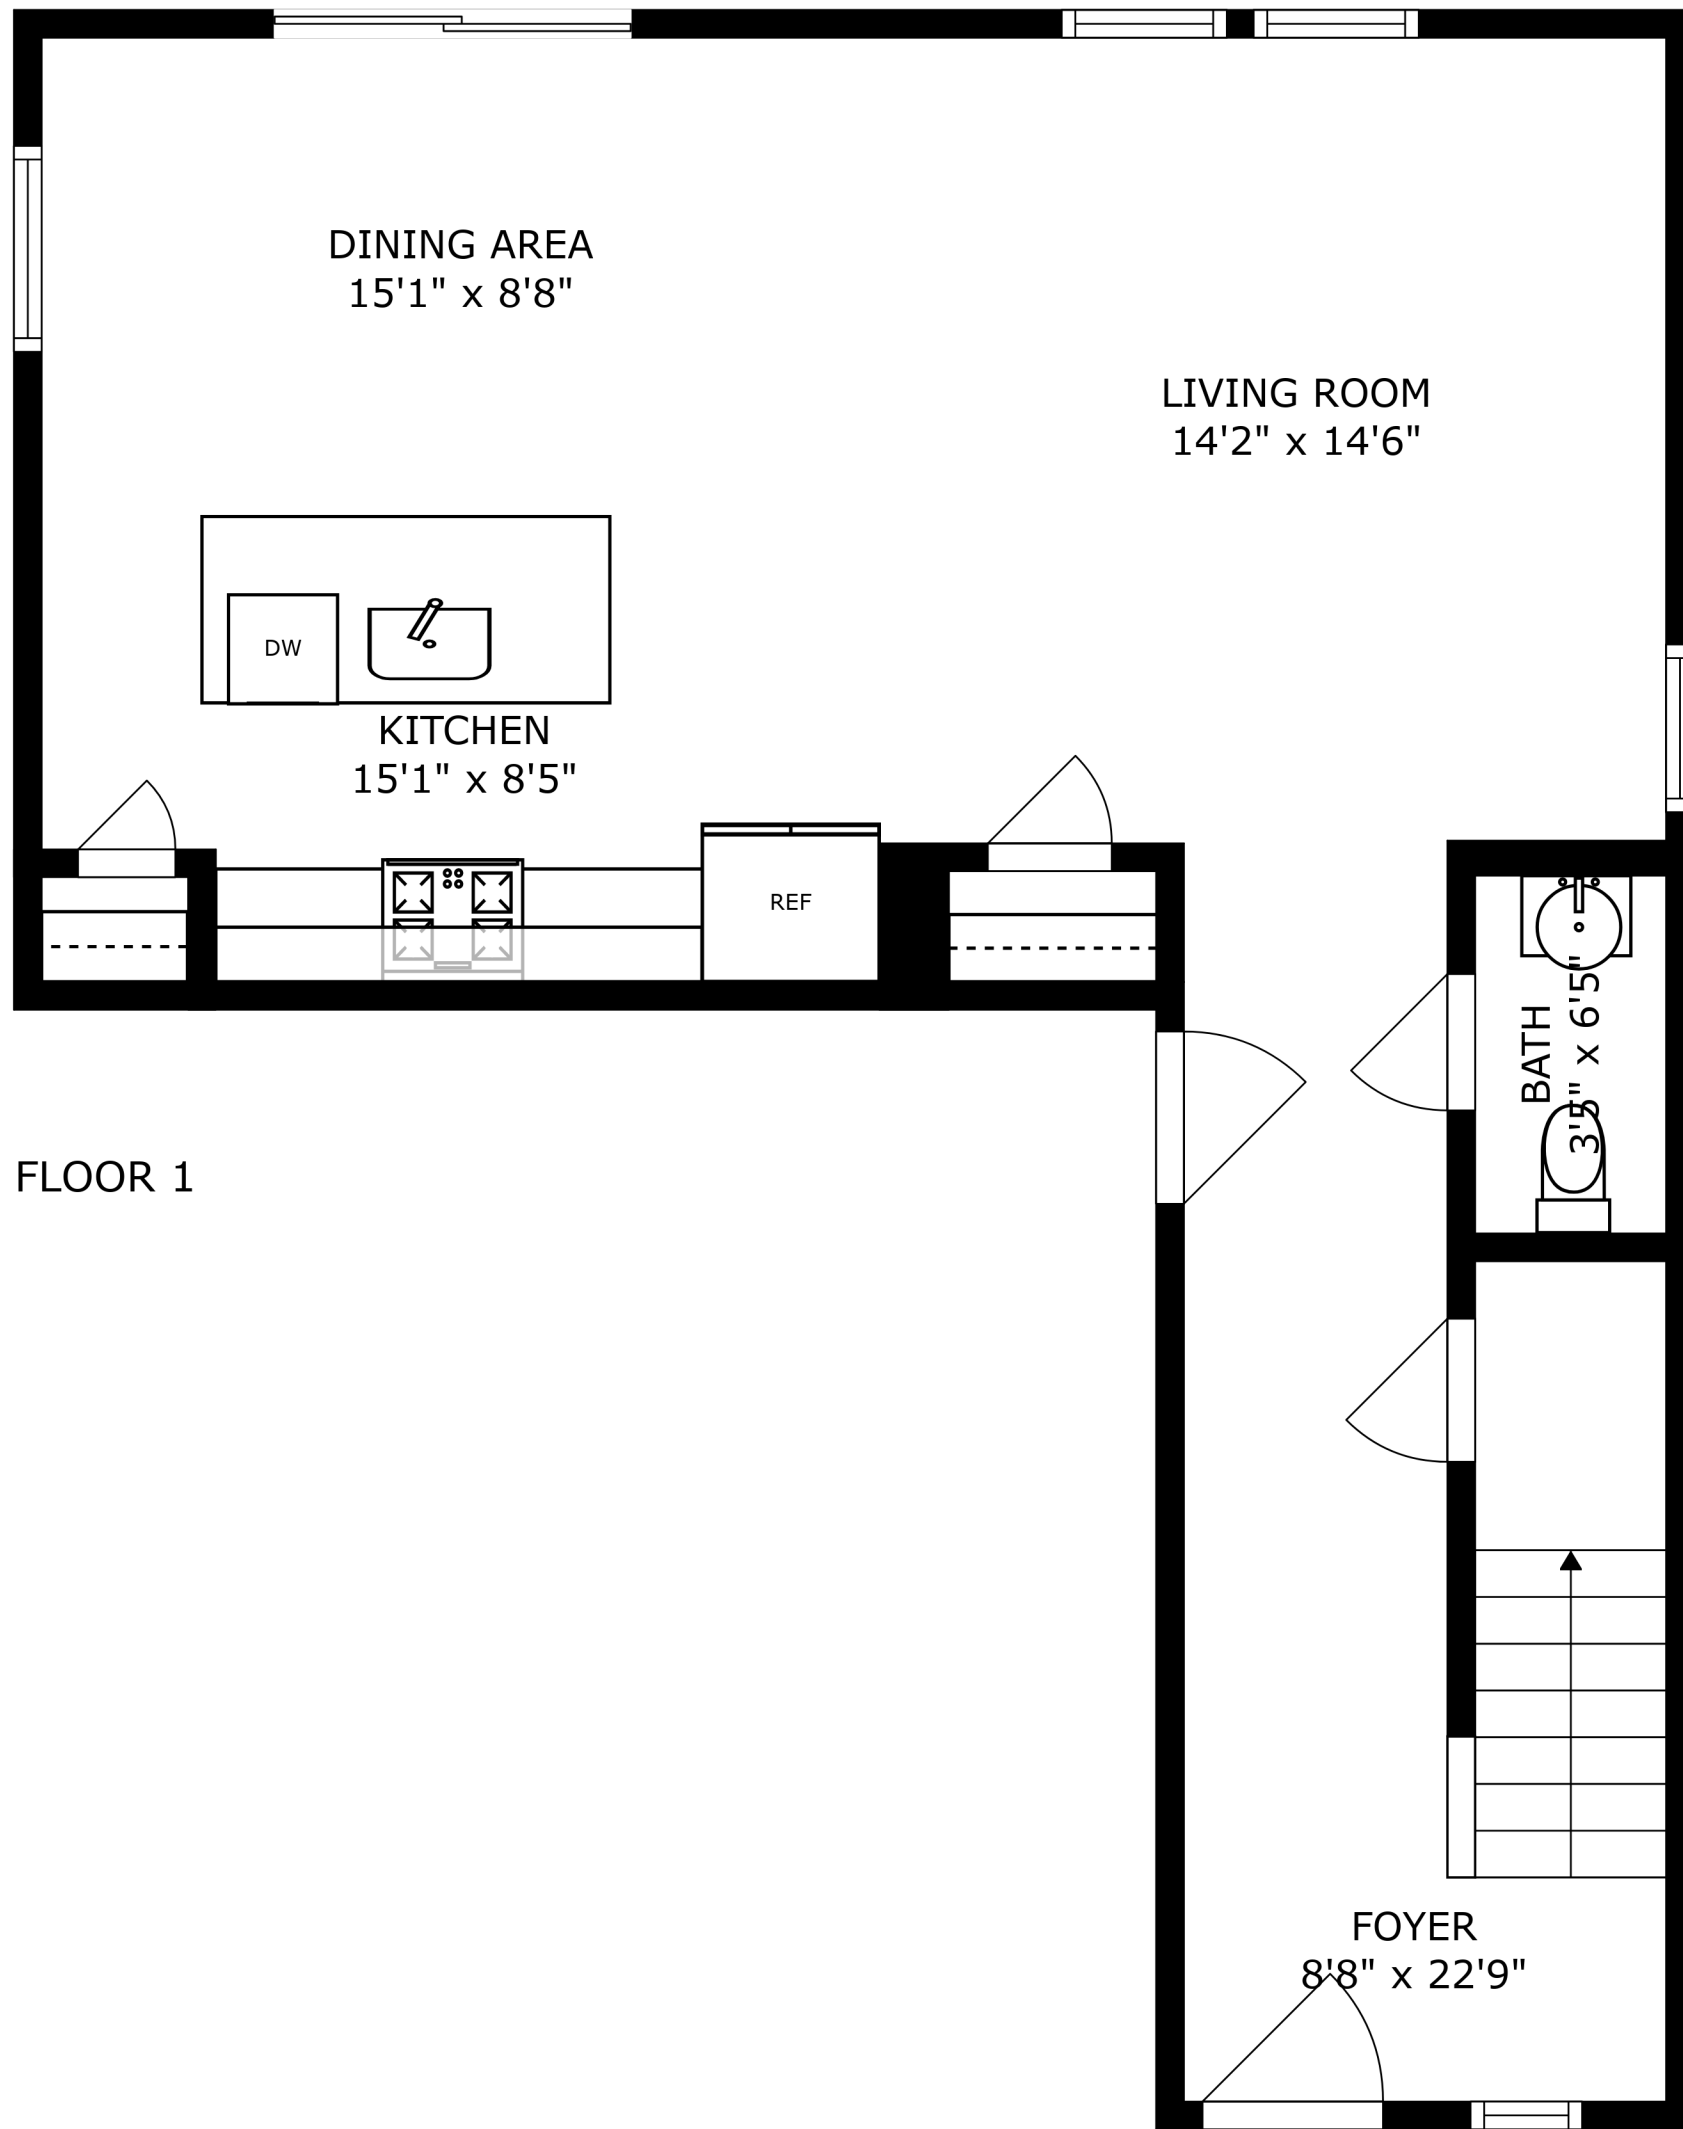 DINING AREA
15'1" x 8'8"
LIVING ROOM
14'2" x 14'6"
DW
KITCHEN
15'1" x 8'5"
REF
BATH
3'5" x 6'5"
FLOOR 1
FOYER
8'8" x 22'9"